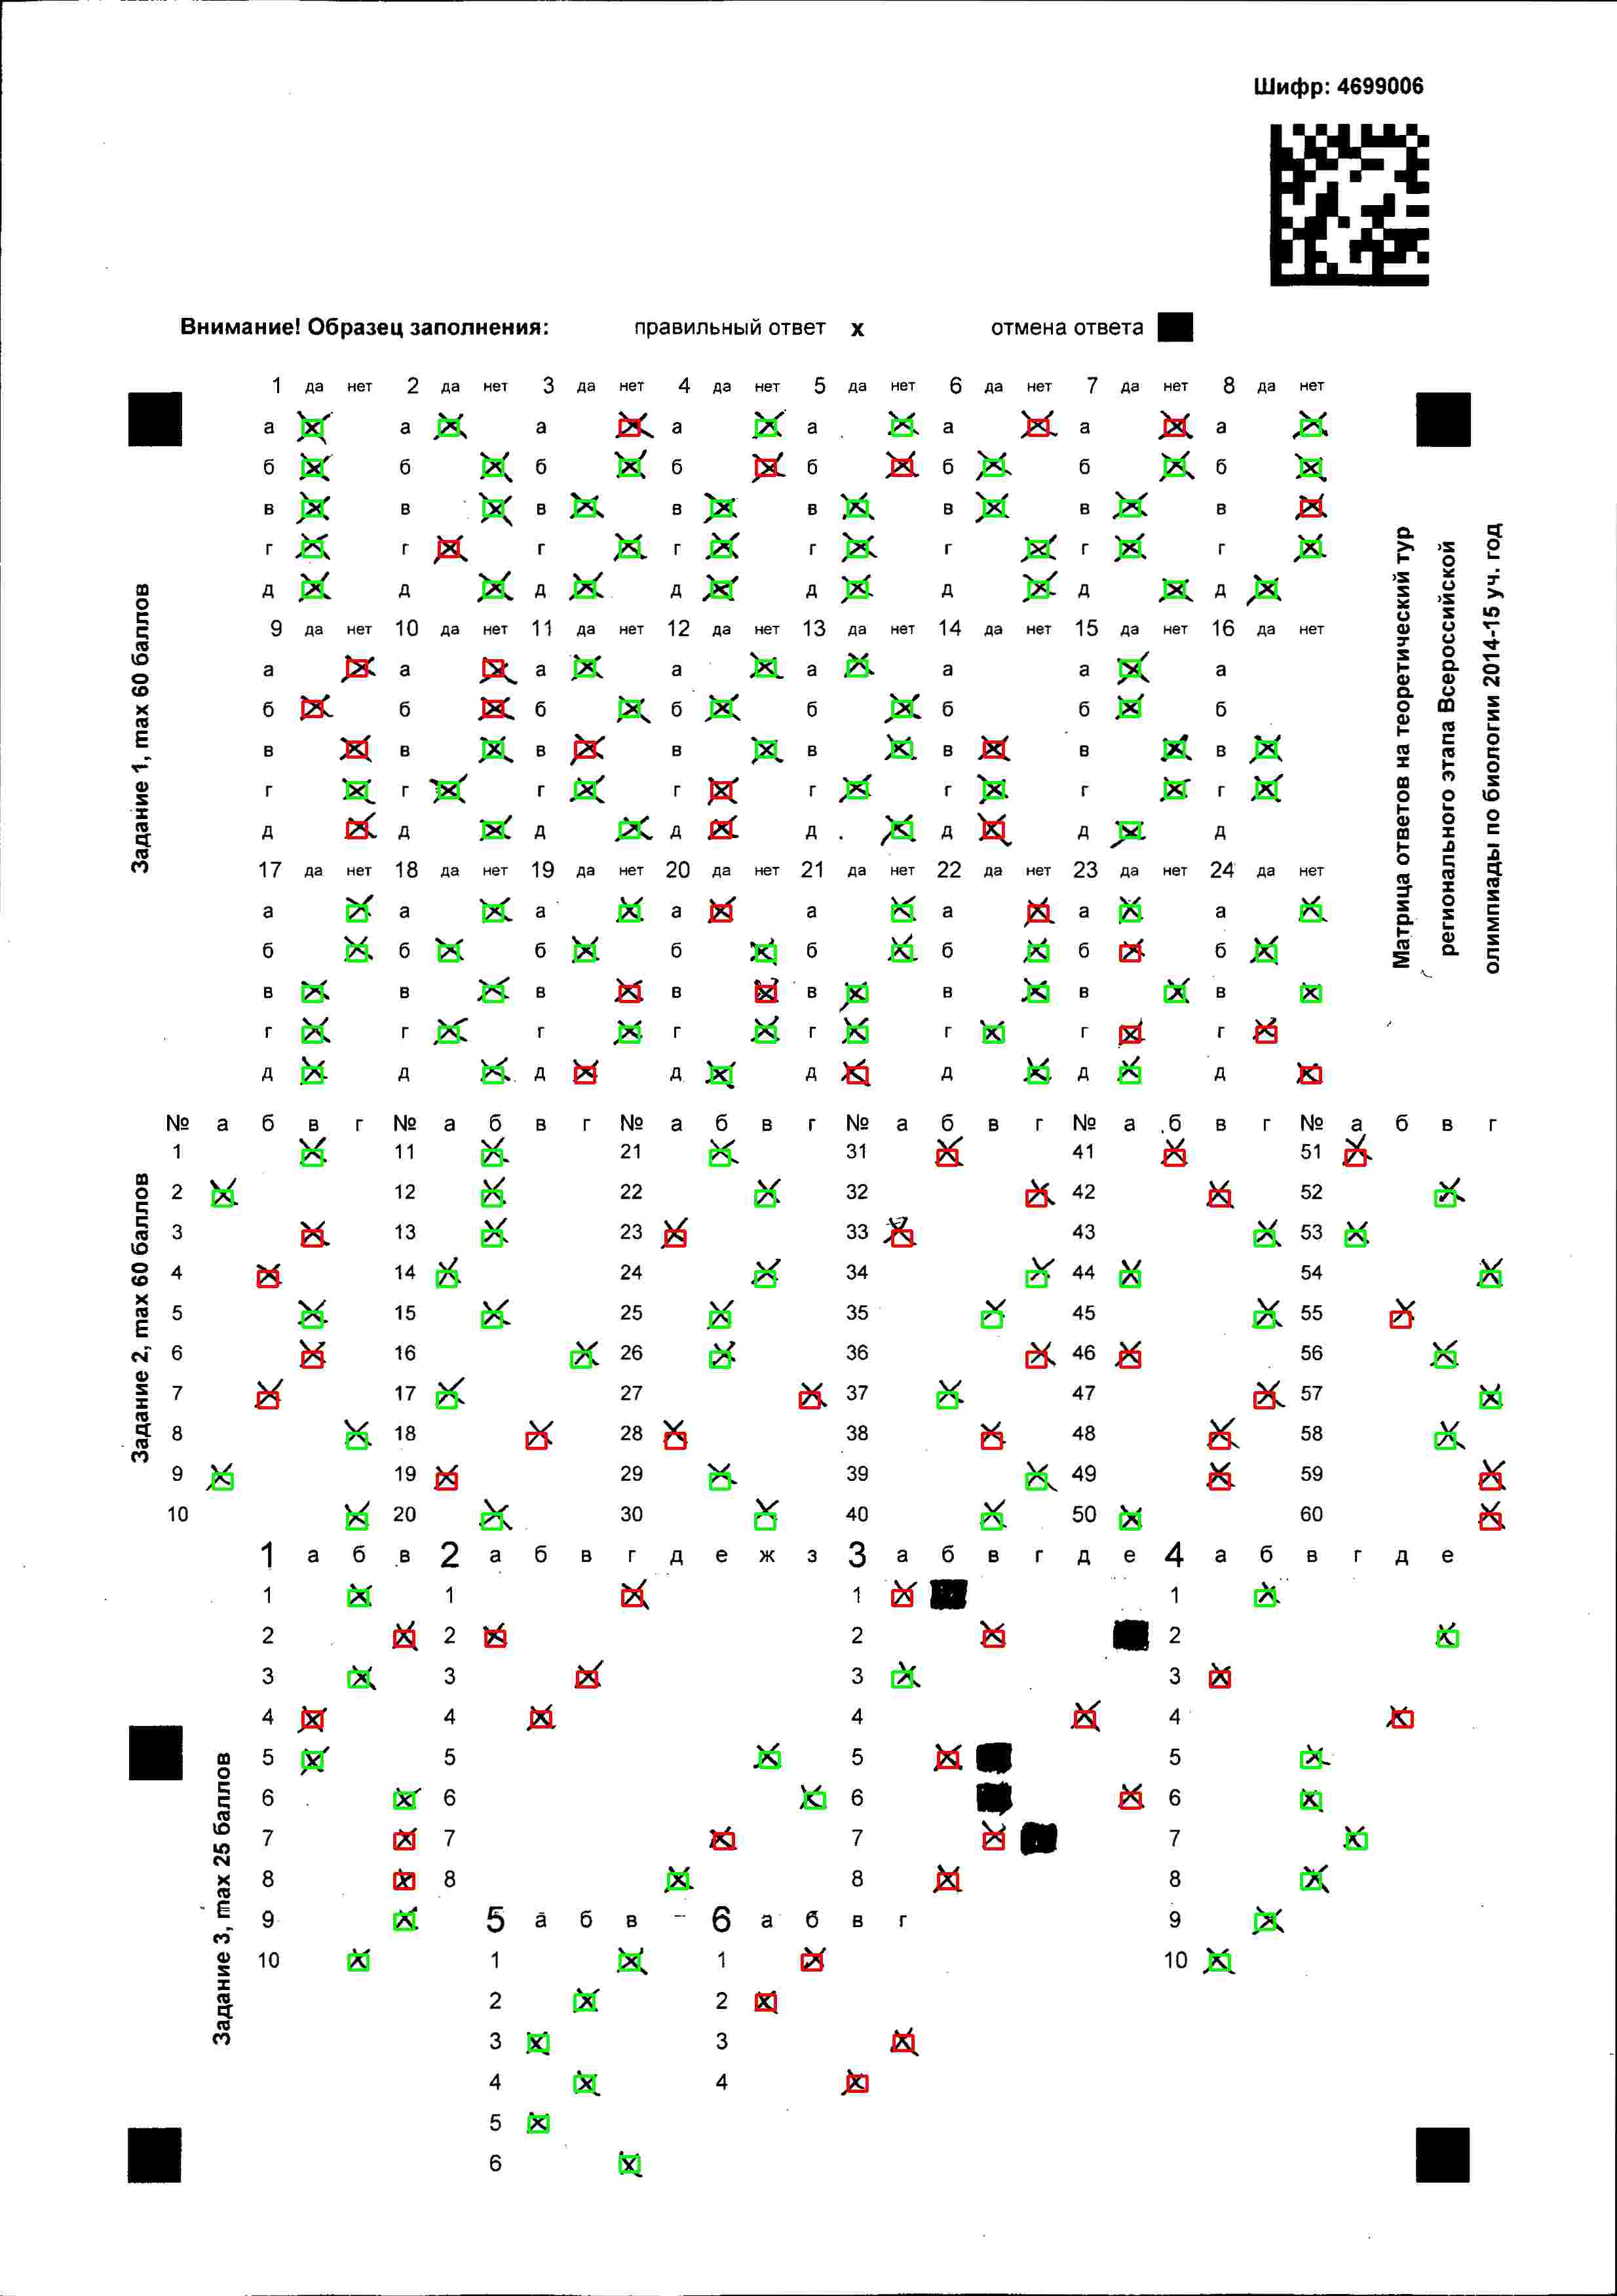 Шифр: 4699006
Внимание! Образец заполнения: правильный ответ х отмена ответа
1 да нет 2 да нет 3 да нет 4 да нет 5 да нет 6 да нет 7 да нет 8 да нет
а а а а а а а а
б б б б б б б б
в в в в в в в в
г г г г г г г г
д д д д д д д д
9 да нет 10 да нет 11 да нет 12 да нет 13 да нет 14 да нет 15 да нет 16 да нет
а а а а а а а а
б б б б б б б б
в в в в в в в в
г г г г г г г г
д д д д д д д д
17 да нет 18 да нет 19 да нет 20 да нет 21 да нет 22 да нет 23 да нет 24 да нет
а а а а а а а а
б б б б б б б б
в в в в в в в в
г г г г г г г г
д д д д д д д д
Задание 1, max 60 баллов
Матрица ответов на теоретический тур
регионального этапа Всероссийской
олимпиады по биологии 2014-15 уч. год
№ а б в г № а б в г № а б в г № а б в г № а б в г № а б в г
1 11 21 31 41 51
2 12 22 32 42 52
3 13 23 33 43 53
4 14 24 34 44 54
5 15 25 35 45 55
6 16 26 36 46 56
7 17 27 37 47 57
8 18 28 38 48 58
9 19 29 39 49 59
10 20 30 40 50 60
Задание 2, max 60 баллов
1 а б в 2 а б в г д е ж з 3 а б в г д е 4 а б в г д е
1 1 1 1
2 2 2 2
3 3 3 3
4 4 4 4
5 5 5 5
6 6 6 6
7 7 7 7
8 8 8 8
9 5 а б в 6 а б в г 9
10 1 1 10
2 2
3 3
4 4
5
6
Задание 3, max 25 баллов